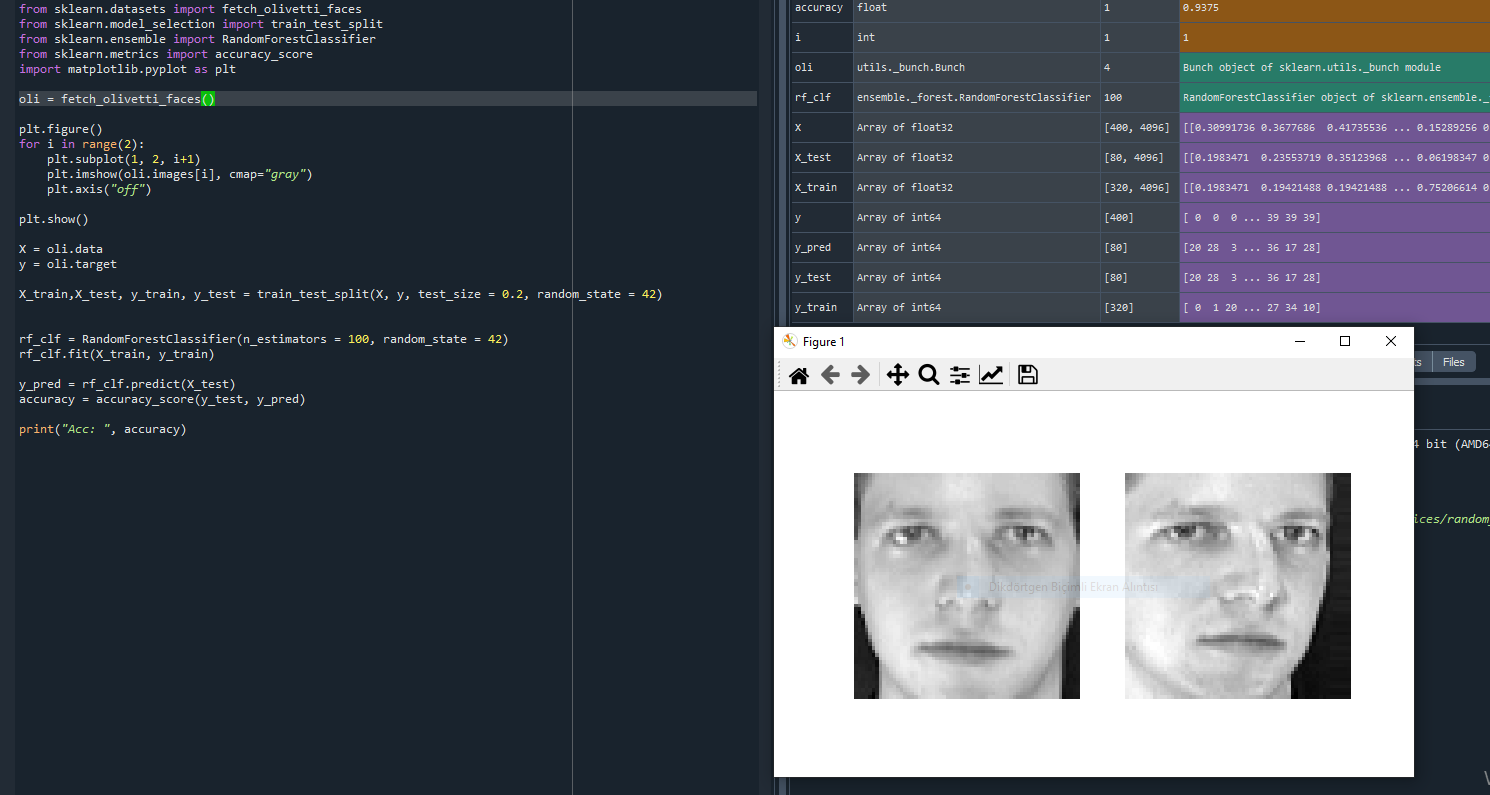 from sklearn.datasets import fetch_olivetti_faces
from sklearn.model_selection import train_test_split
from sklearn.ensemble import RandomForestClassifier
from sklearn.metrics import accuracy_score
import matplotlib.pyplot as plt
oli = fetch_olivetti_faces()
plt.figure()
for i in range(2):
    plt.subplot(1, 2, i+1)
    plt.imshow(oli.images[i], cmap="gray")
    plt.axis("off")
plt.show()
X = oli.data
y = oli.target
X_train,X_test, y_train, y_test = train_test_split(X, y, test_size = 0.2, random_state = 42)
rf_clf = RandomForestClassifier(n_estimators = 100, random_state = 42)
rf_clf.fit(X_train, y_train)
y_pred = rf_clf.predict(X_test)
accuracy = accuracy_score(y_test, y_pred)
print("Acc: ", accuracy)
accuracy float 1 0.9375
i int 1 1
oli utils._bunch.Bunch 4 Bunch object of sklearn.utils._bunch module
rf_clf ensemble._forest.RandomForestClassifier 100 RandomForestClassifier object of sklearn.ensemble._
X Array of float32 [400, 4096] [[0.30991736 0.3677686  0.41735536 ... 0.15289256 0
X_test Array of float32 [80, 4096] [[0.1983471  0.23553719 0.35123968 ... 0.06198347 0
X_train Array of float32 [320, 4096] [[0.1983471  0.19421488 0.19421488 ... 0.75206614 0
y Array of int64 [400] [ 0  0  0 ... 39 39 39]
y_pred Array of int64 [80] [20 28  3 ... 36 17 28]
y_test Array of int64 [80] [20 28  3 ... 36 17 28]
y_train Array of int64 [320] [ 0  1 20 ... 27 34 10]
Figure 1
ts Files
4 bit (AMD6
ices/random_
Dikdörtgen Biçimli Ekran Alıntısı